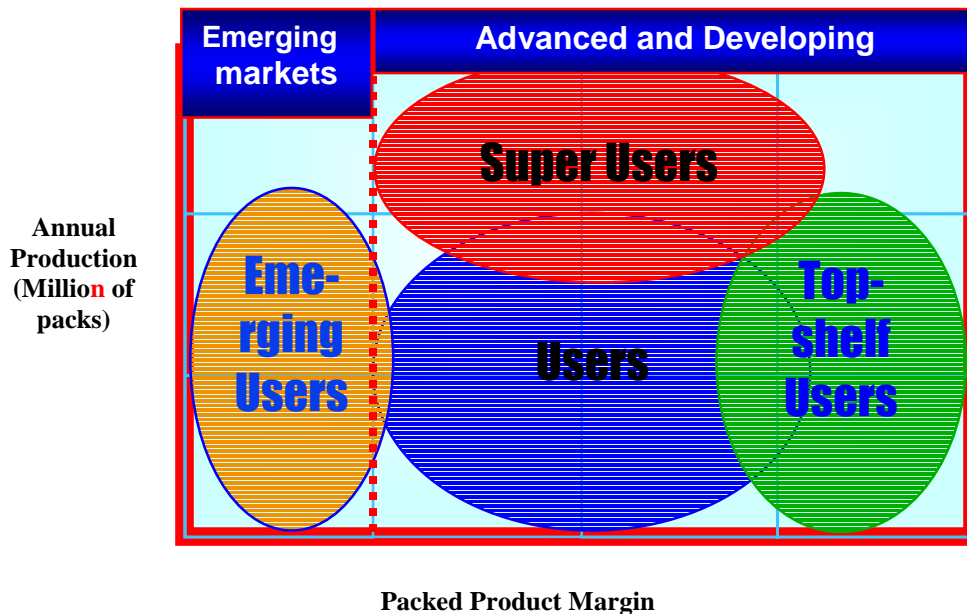 Emerging
markets
Advanced and Developing
Super Users
Annual
Production
(Million of
packs)
Eme-
rging
Users
Users
Top-
shelf
Users
Packed Product Margin